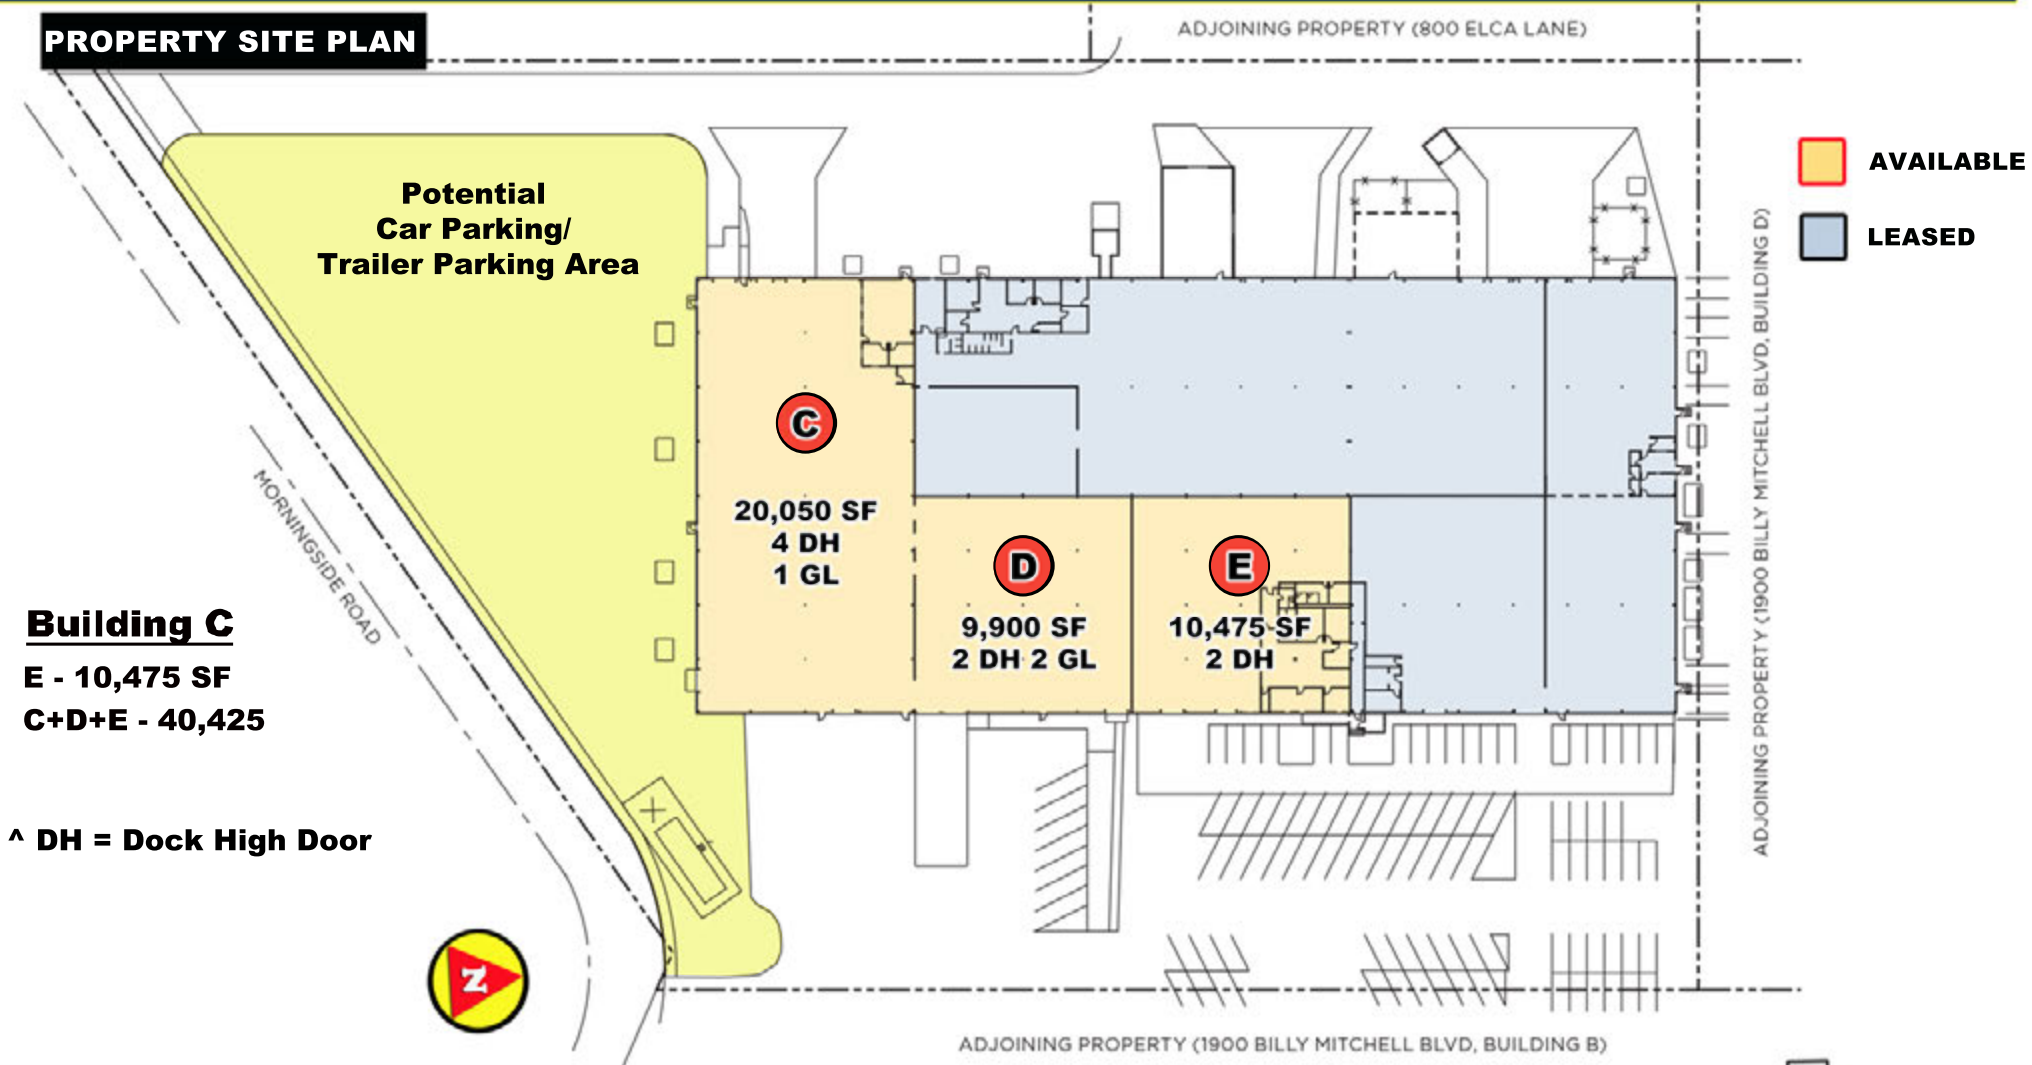 PROPERTY SITE PLAN
ADJOINING PROPERTY (800 ELCA LANE)
AVAILABLE
LEASED
Potential
Car Parking/
Trailer Parking Area
C
20,050 SF
4 DH
1 GL
D
9,900 SF
2 DH 2 GL
E
10,475 SF
2 DH
MORNINGSIDE ROAD
ADJOINING PROPERTY (1900 BILLY MITCHELL BLVD, BUILDING D)
Building C
E - 10,475 SF
C+D+E - 40,425
^ DH = Dock High Door
N
ADJOINING PROPERTY (1900 BILLY MITCHELL BLVD, BUILDING B)